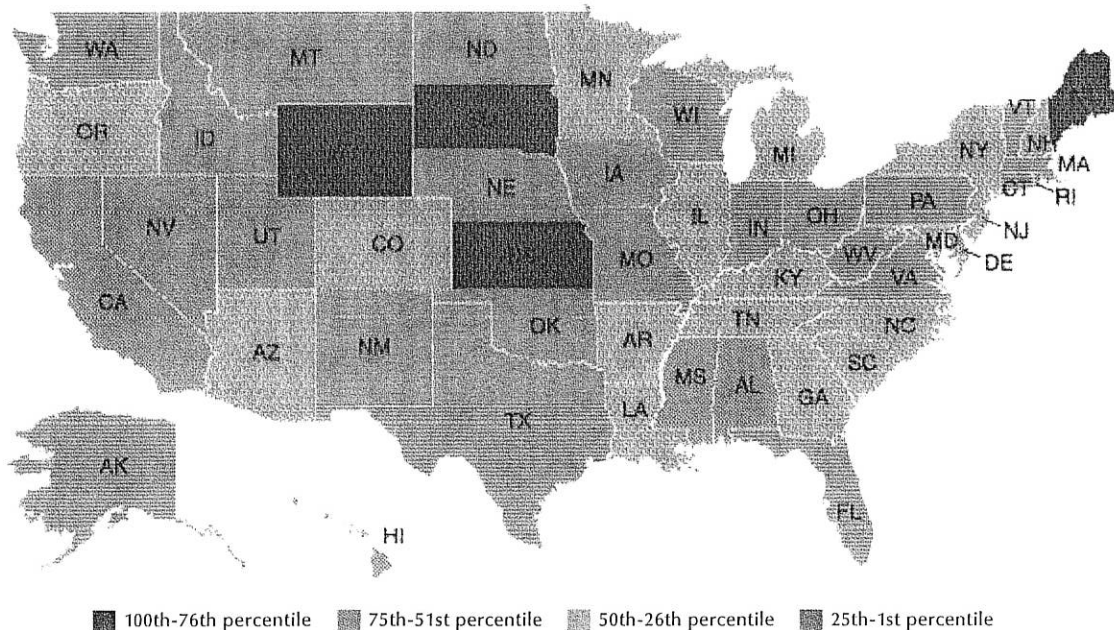 WA
MT
ND
MN
OR
ID
WI
MI
VT
NH
NY
MA
CT
RI
IA
NE
NV
UT
CO
IL
IN
OH
PA
NJ
MD
DE
WV
VA
CA
MO
KY
OK
TN
NC
AZ
NM
AR
SC
MS
AL
GA
LA
TX
AK
FL
HI
100th-76th percentile 75th-51st percentile 50th-26th percentile 25th-1st percentile